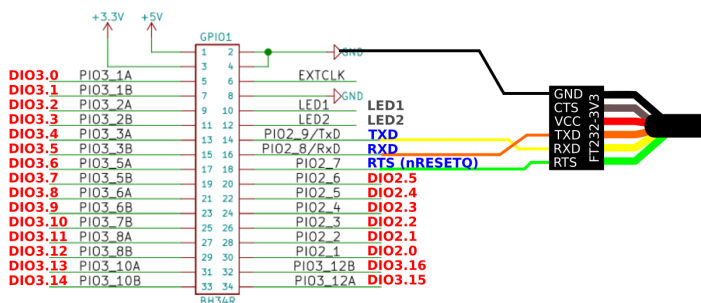 +3.3V +5V GPIO1
1 2 GND
3 4
DIO3.0 PIO3_1A 5 6 EXTCLK
DIO3.1 PIO3_1B 7 8 GND
DIO3.2 PIO3_2A 9 10 LED1 LED1
DIO3.3 PIO3_2B 11 12 LED2 LED2
DIO3.4 PIO3_3A 13 14 PIO2_9/TxD TXD
DIO3.5 PIO3_3B 15 16 PIO2_8/RxD RXD
DIO3.6 PIO3_5A 17 18 PIO2_7 RTS (nRESETQ)
DIO3.7 PIO3_5B 19 20 PIO2_6 DIO2.5
DIO3.8 PIO3_6A 21 22 PIO2_5 DIO2.4
DIO3.9 PIO3_6B 23 24 PIO2_4 DIO2.3
DIO3.10 PIO3_7B 25 26 PIO2_3 DIO2.2
DIO3.11 PIO3_8A 27 28 PIO2_2 DIO2.1
DIO3.12 PIO3_8B 29 30 PIO2_1 DIO2.0
DIO3.13 PIO3_10A 31 32 PIO3_12B DIO3.16
DIO3.14 PIO3_10B 33 34 PIO3_12A DIO3.15
BH34R
GND
CTS
VCC
TXD
RXD
RTS
FT232-3V3